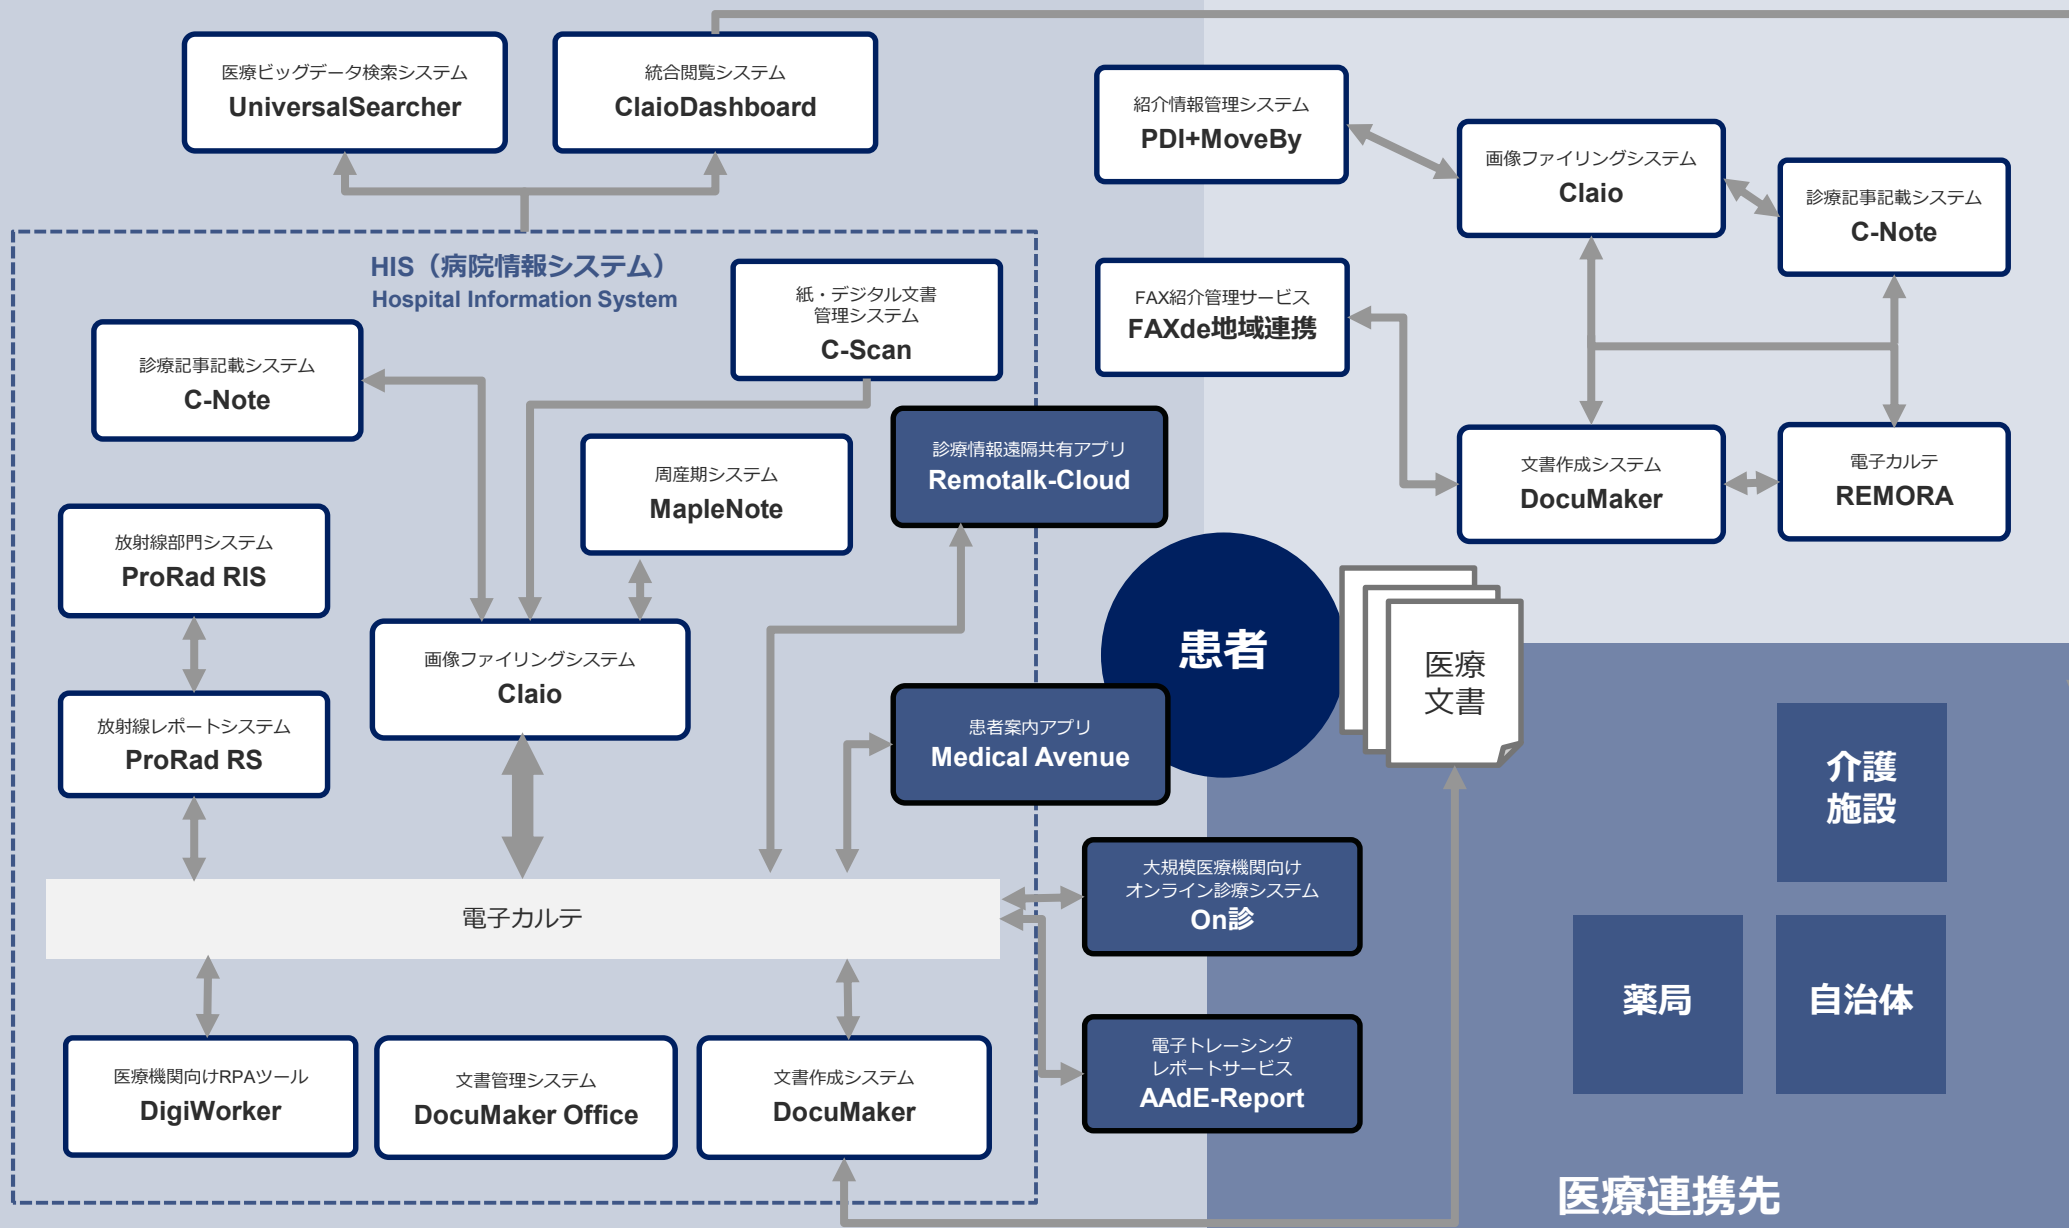 医療ビッグデータ検索システム
UniversalSearcher
統合閲覧システム
ClaioDashboard
HIS（病院情報システム）
Hospital Information System
紙・デジタル文書
管理システム
C-Scan
診療記事記載システム
C-Note
周産期システム
MapleNote
診療情報遠隔共有アプリ
Remotalk-Cloud
放射線部門システム
ProRad RIS
画像ファイリングシステム
Claio
放射線レポートシステム
ProRad RS
患者案内アプリ
Medical Avenue
電子カルテ
大規模医療機関向け
オンライン診療システム
On診
医療機関向けRPAツール
DigiWorker
文書管理システム
DocuMaker Office
文書作成システム
DocuMaker
電子トレーシング
レポートサービス
AAdE-Report
紹介情報管理システム
PDI+MoveBy
画像ファイリングシステム
Claio
診療記事記載システム
C-Note
FAX紹介管理サービス
FAXde地域連携
文書作成システム
DocuMaker
電子カルテ
REMORA
患者
医療
文書
介護
施設
薬局
自治体
医療連携先